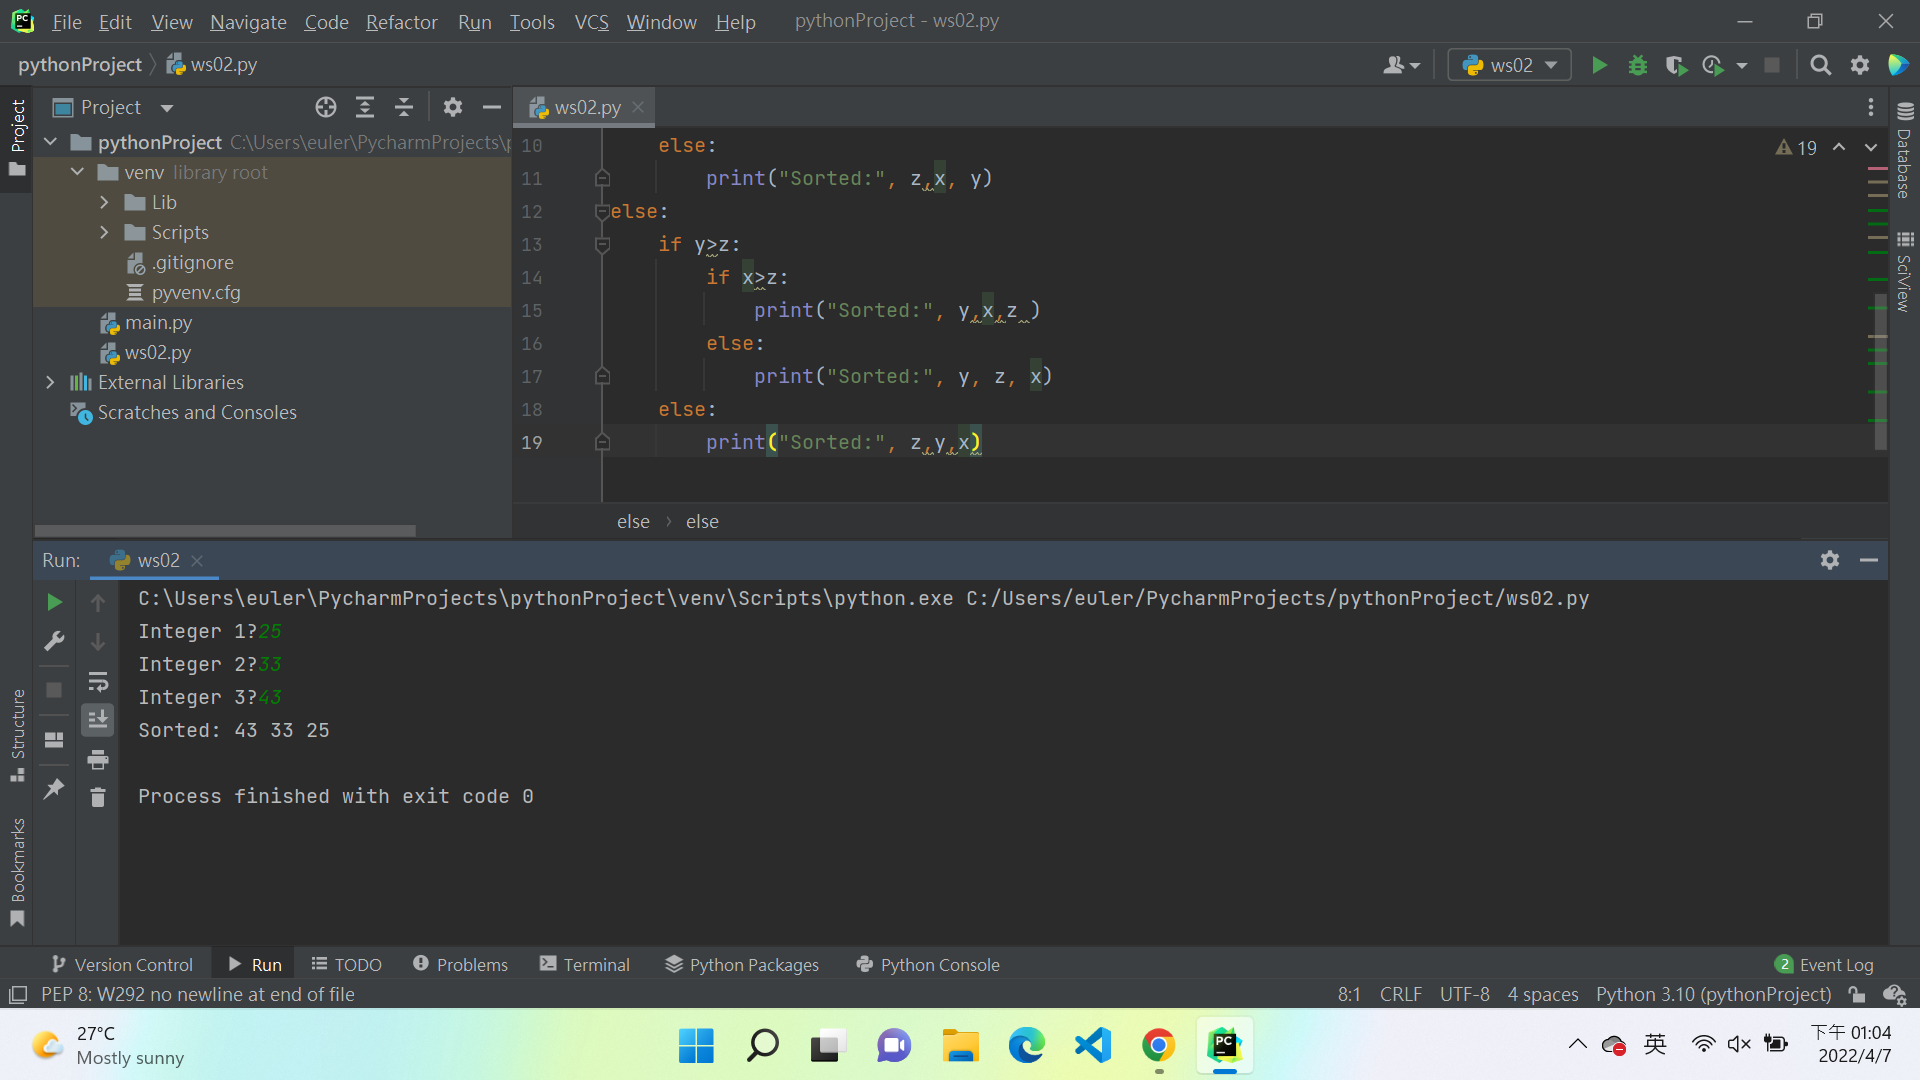 File Edit View Navigate Code Refactor Run Tools VCS Window Help pythonProject - ws02.py
pythonProject ws02.py
ws02
Project
ws02.py
Project
pythonProject C:\Users\euler\PycharmProjects\p
venv library root
Lib
Scripts
.gitignore
pyvenv.cfg
main.py
ws02.py
External Libraries
Scratches and Consoles
19
10 else:
11 print("Sorted:", z,x, y)
12 else:
13 if y>z:
14 if x>z:
15 print("Sorted:", y,x,z )
16 else:
17 print("Sorted:", y, z, x)
18 else:
19 print("Sorted:", z,y,x)
else else
Database
SciView
Run: ws02
C:\Users\euler\PycharmProjects\pythonProject\venv\Scripts\python.exe C:/Users/euler/PycharmProjects/pythonProject/ws02.py
Integer 1?25
Integer 2?33
Integer 3?43
Sorted: 43 33 25
Process finished with exit code 0
Structure
Bookmarks
Version Control Run TODO Problems Terminal Python Packages Python Console 2 Event Log
PEP 8: W292 no newline at end of file 8:1 CRLF UTF-8 4 spaces Python 3.10 (pythonProject)
27°C
Mostly sunny
PC
英
下午 01:04
2022/4/7